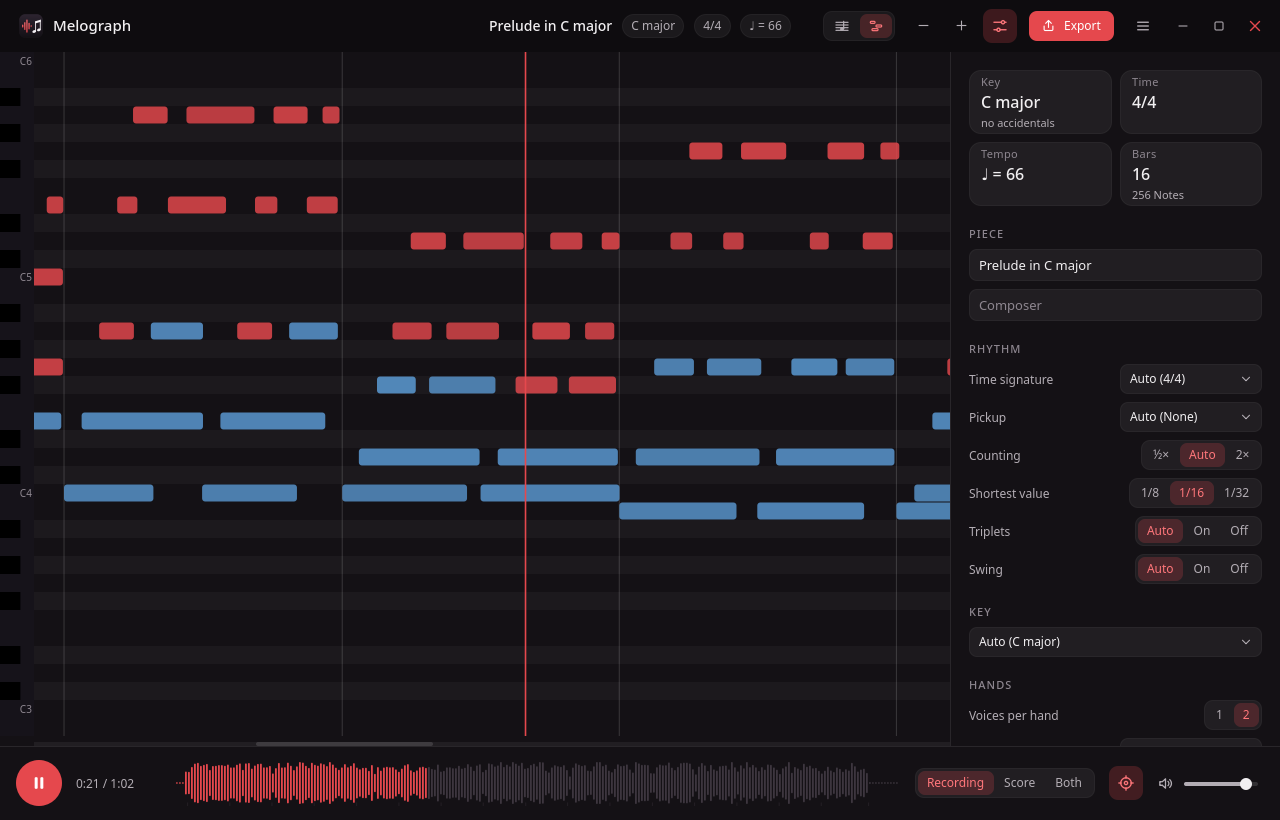 Melograph
Prelude in C major
C major
4/4
♩ = 66
Export
C6
C5
C4
C3
Key
C major
no accidentals
Time
4/4
Tempo
♩ = 66
Bars
16
256 Notes
PIECE
Prelude in C major
Composer
RHYTHM
Time signature
Auto (4/4)
Pickup
Auto (None)
Counting
½× Auto 2×
Shortest value
1/8 1/16 1/32
Triplets
Auto On Off
Swing
Auto On Off
KEY
Auto (C major)
HANDS
Voices per hand
1 2
0:21 / 1:02
Recording Score Both